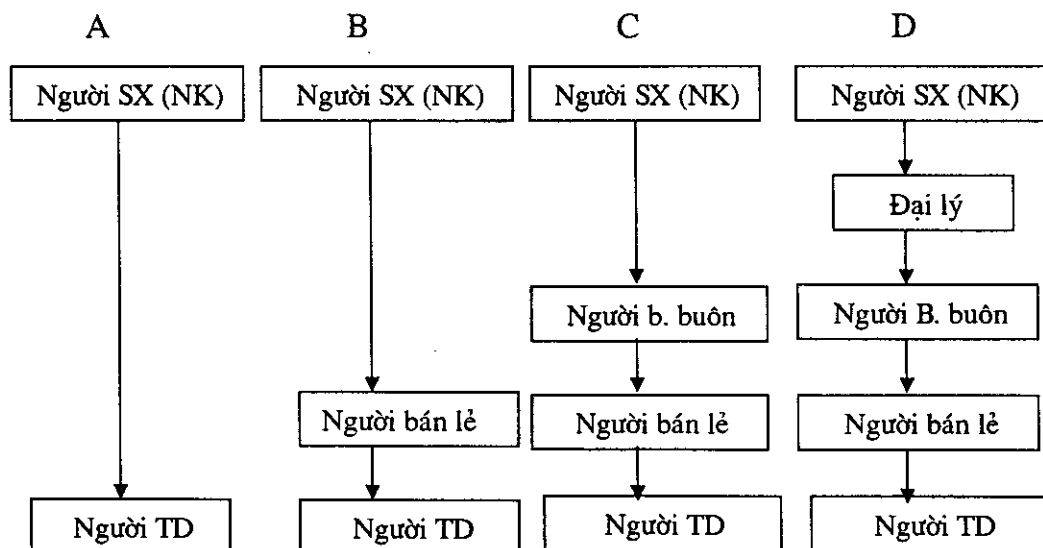 A B C D
Người SX (NK) Người SX (NK) Người SX (NK) Người SX (NK)
Đại lý
Người b. buôn Người B. buôn
Người bán lẻ Người bán lẻ Người bán lẻ
Người TD Người TD Người TD Người TD